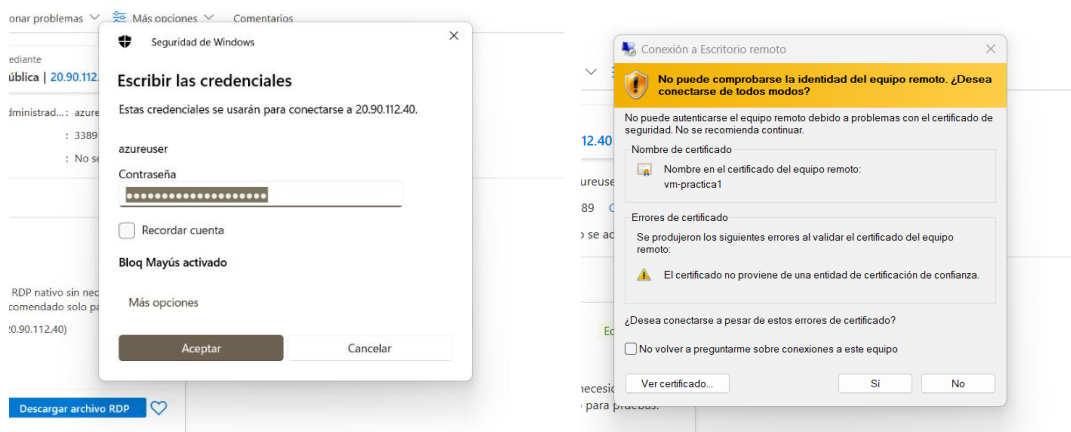 onar problemas
Más opciones
Comentarios
ediante
ública | 20.90.112.
dministrad...: azure
: 3389
: No se
RDP nativo sin nec
comendado solo pa
20.90.112.40)
Descargar archivo RDP
Seguridad de Windows
Escribir las credenciales
Estas credenciales se usarán para conectarse a 20.90.112.40.
azureuser
Contraseña
Recordar cuenta
Bloq Mayús activado
Más opciones
Aceptar
Cancelar
12.40
ureuse
89
o se ac
Ed
necesic
para pruebas.
Conexión a Escritorio remoto
No puede comprobarse la identidad del equipo remoto. ¿Desea
conectarse de todos modos?
No puede autenticarse el equipo remoto debido a problemas con el certificado de
seguridad. No se recomienda continuar.
Nombre de certificado
Nombre en el certificado del equipo remoto:
vm-practica1
Errores de certificado
Se produjeron los siguientes errores al validar el certificado del equipo
remoto:
El certificado no proviene de una entidad de certificación de confianza.
¿Desea conectarse a pesar de estos errores de certificado?
No volver a preguntarme sobre conexiones a este equipo
Ver certificado...
Sí
No